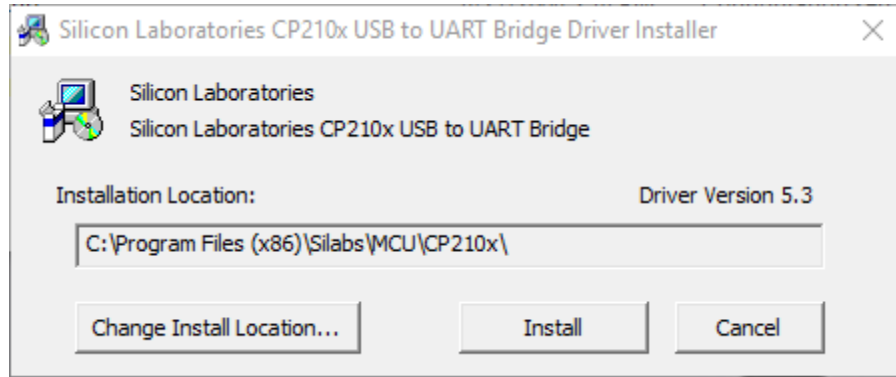 Silicon Laboratories CP210x USB to UART Bridge Driver Installer
Silicon Laboratories
Silicon Laboratories CP210x USB to UART Bridge
Installation Location:
Driver Version 5.3
C:\Program Files (x86)\Silabs\MCU\CP210x\
Change Install Location...
Install
Cancel